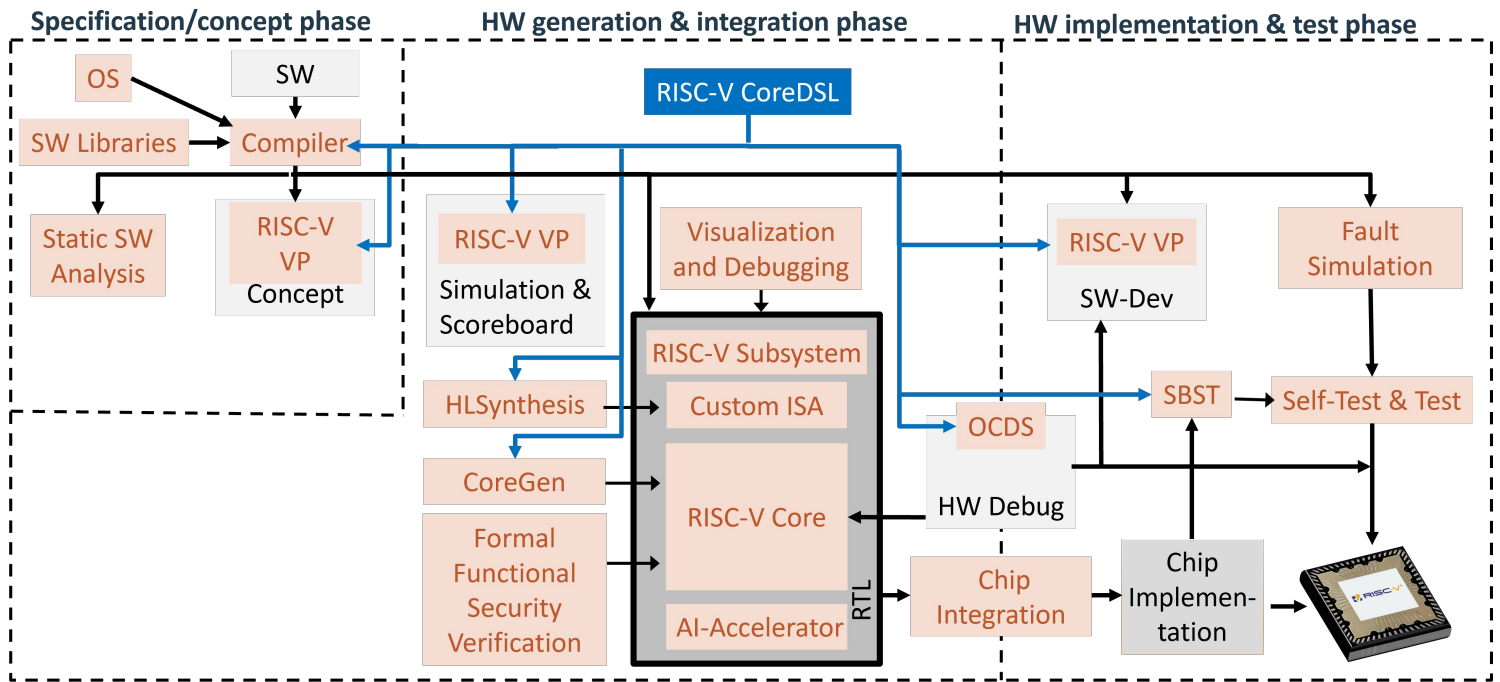 Specification/concept phase
HW generation & integration phase
HW implementation & test phase
OS
SW
RISC-V CoreDSL
SW Libraries
Compiler
Static SW
Analysis
RISC-V
VP
Concept
RISC-V VP
Simulation &
Scoreboard
Visualization
and Debugging
RISC-V VP
SW-Dev
Fault
Simulation
RISC-V Subsystem
HLSynthesis
Custom ISA
SBST
Self-Test & Test
OCDS
HW Debug
CoreGen
RISC-V Core
Formal
Functional
Security
Verification
AI-Accelerator
RTL
Chip
Integration
Chip
Implemen-
tation
RISC-V